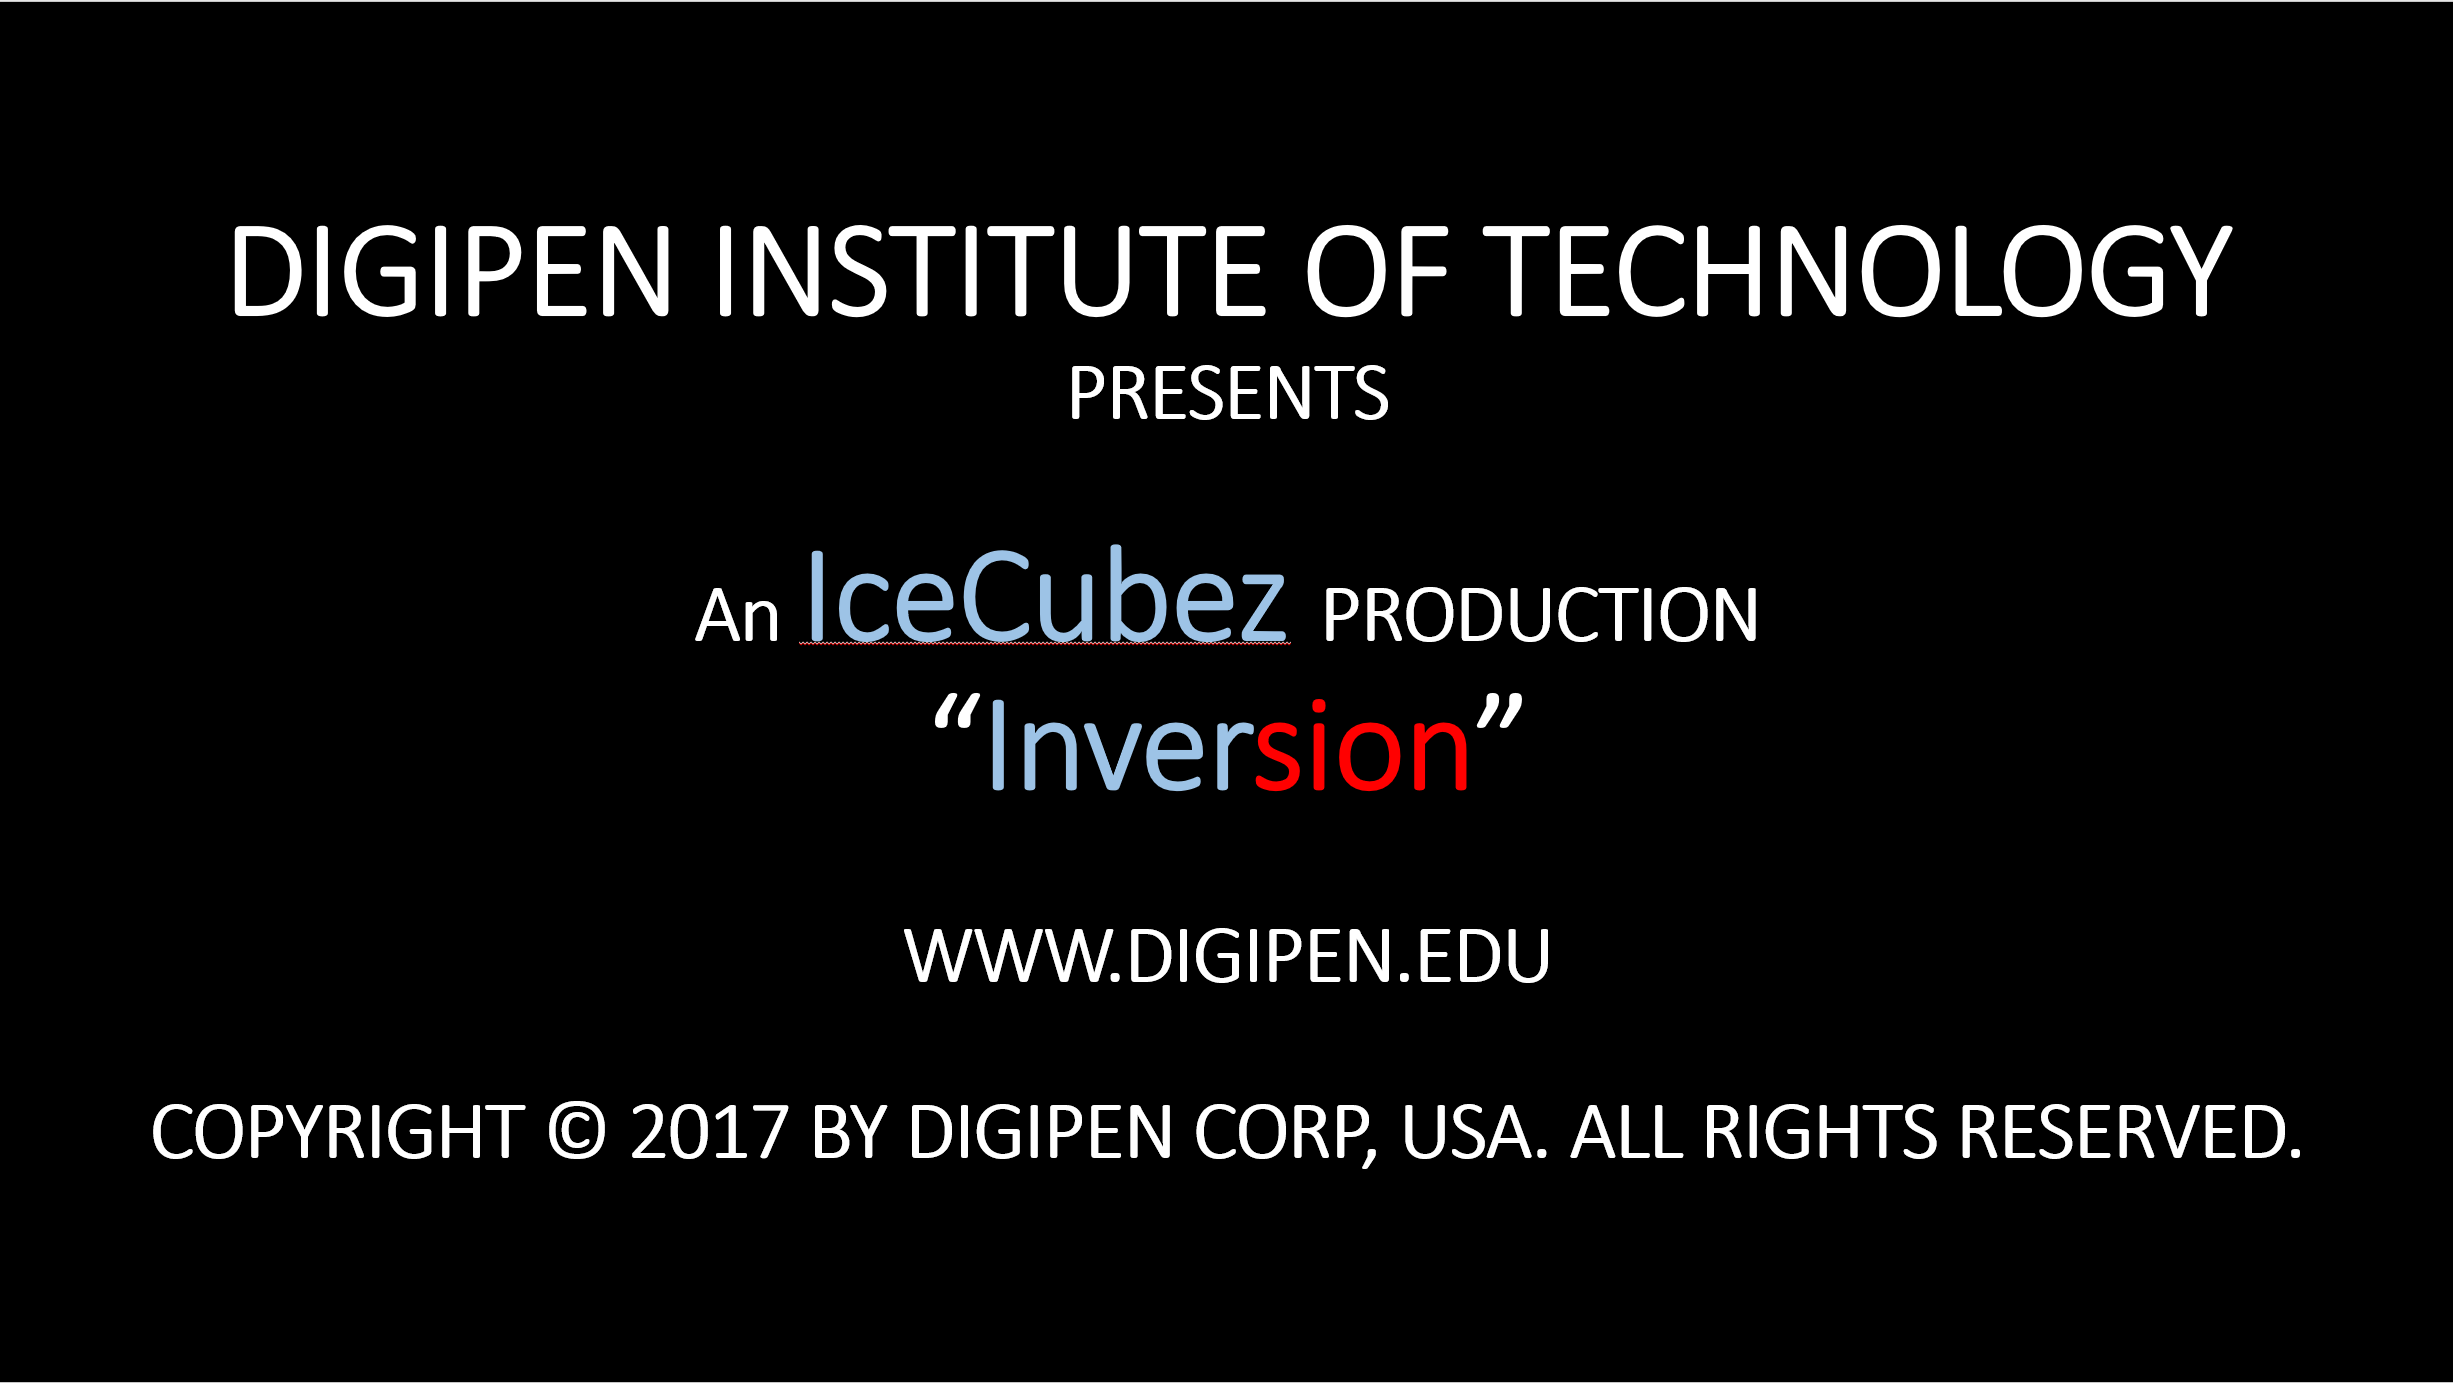 DIGIPEN INSTITUTE OF TECHNOLOGY
PRESENTS
An IceCubez PRODUCTION
“Inversion”
WWW.DIGIPEN.EDU
COPYRIGHT © 2017 BY DIGIPEN CORP, USA. ALL RIGHTS RESERVED.